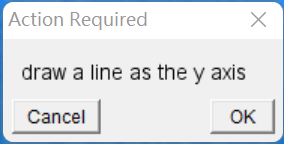 Action Required
draw a line as the y axis
Cancel
OK